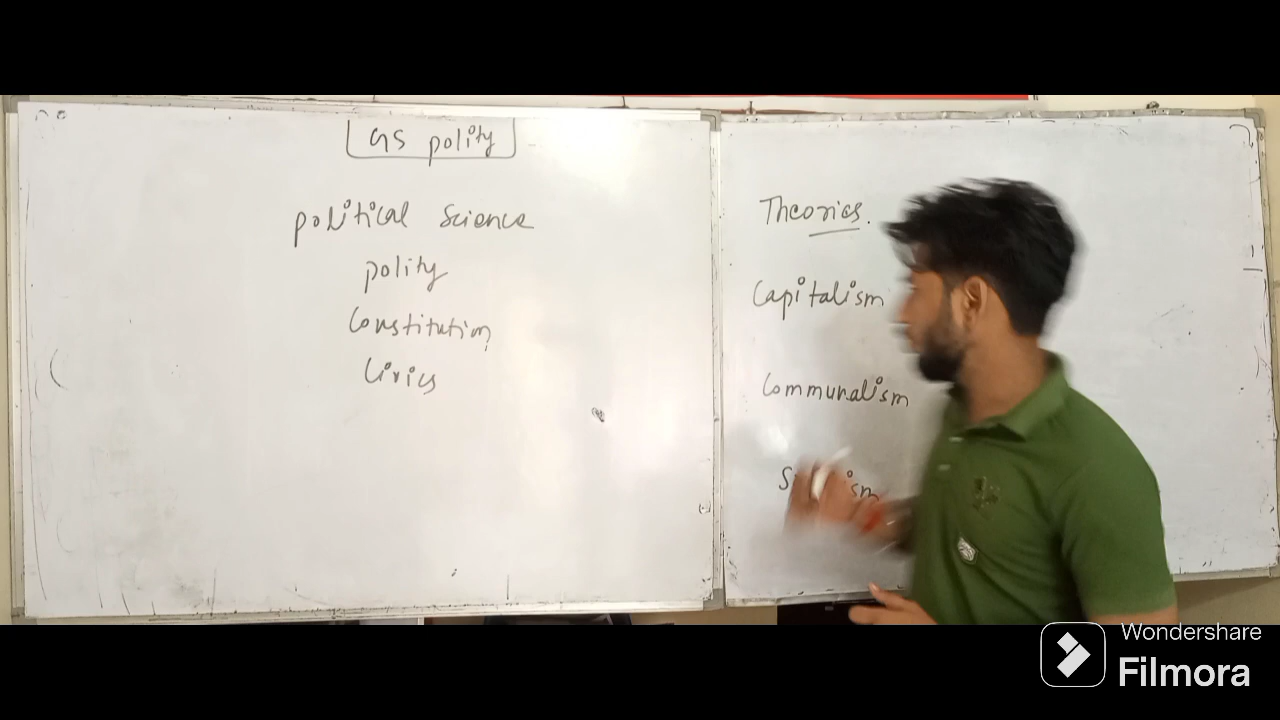 GS polity
political Science
polity
Constitution
Civics
Theories.
Capitalism
Communalism
Wondershare
Filmora